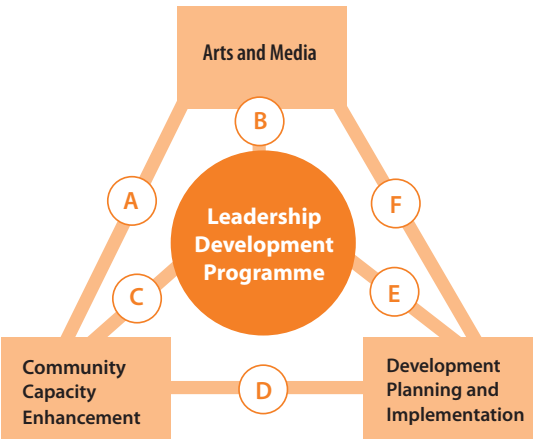 Arts and Media
B
A
F
Leadership
Development
Programme
C
E
Community
Capacity
Enhancement
D
Development
Planning and
Implementation